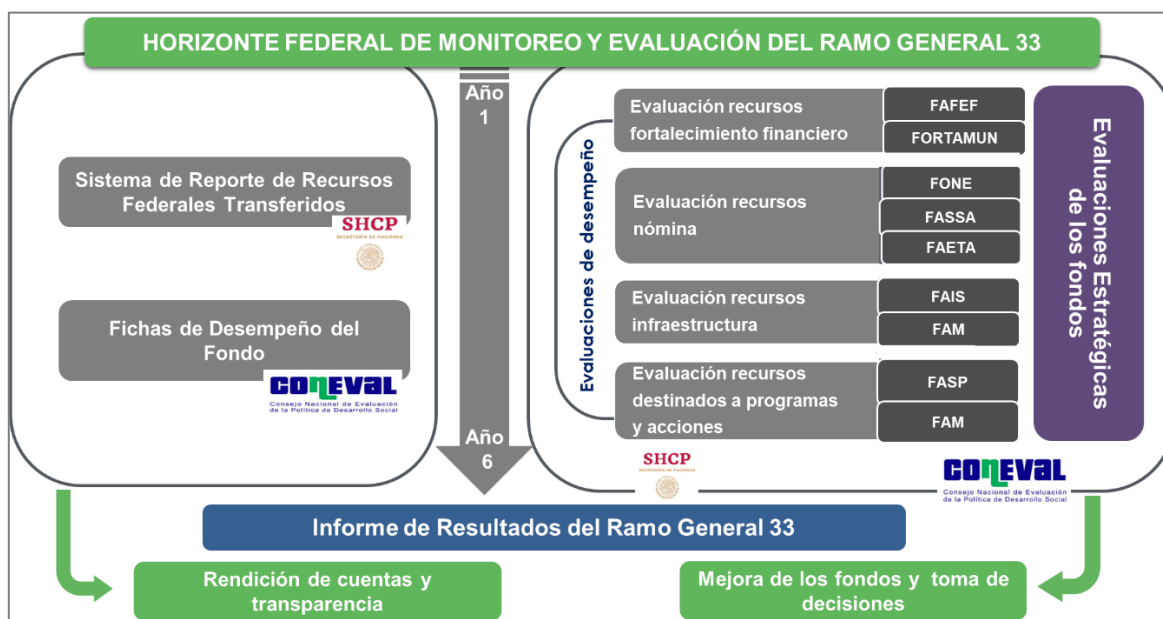 HORIZONTE FEDERAL DE MONITOREO Y EVALUACIÓN DEL RAMO GENERAL 33
Sistema de Reporte de Recursos
Federales Transferidos
SHCP
SECRETARÍA DE HACIENDA
Fichas de Desempeño del
Fondo
CONEVAL
Consejo Nacional de Evaluación
de la Política de Desarrollo Social
Año
1
Año
6
Evaluaciones de desempeño
Evaluación recursos
fortalecimiento financiero
FAFEF
FORTAMUN
Evaluación recursos
nómina
FONE
FASSA
FAETA
Evaluación recursos
infraestructura
FAIS
FAM
Evaluación recursos
destinados a programas
y acciones
FASP
FAM
Evaluaciones Estratégicas
de los fondos
SHCP
SECRETARÍA DE HACIENDA
CONEVAL
Consejo Nacional de Evaluación
de la Política de Desarrollo Social
Informe de Resultados del Ramo General 33
Rendición de cuentas y
transparencia
Mejora de los fondos y toma de
decisiones